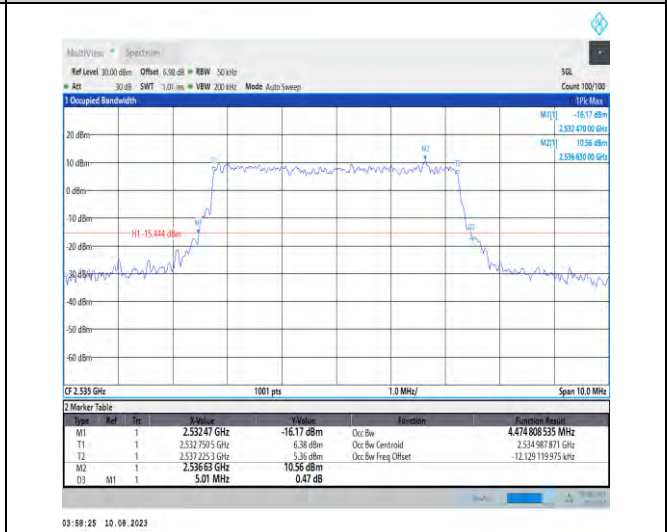 MultiView Spectrum
Ref Level 30.00 dBm Offset 6.98 dB RBW 50 kHz SGL
Att 30 dB SWT 1.01 ms VBW 200 kHz Mode Auto Sweep Count 100/100
1 Occupied Bandwidth 1Pk Max
M1[1] -16.17 dBm
2.532 470 00 GHz
M2[1] 10.56 dBm
2.536 630 00 GHz
20 dBm
M2
10 dBm
T1 T2
0 dBm
-10 dBm
M1
H1 -15.444 dBm
D3
-20 dBm
-30 dBm
-40 dBm
-50 dBm
-60 dBm
CF 2.535 GHz 1001 pts 1.0 MHz/ Span 10.0 MHz
2 Marker Table
Type Ref Trc X-Value Y-Value Function Function Result
M1 1 2.532 47 GHz -16.17 dBm Occ Bw 4.474 808 535 MHz
T1 1 2.532 750 5 GHz 6.38 dBm Occ Bw Centroid 2.534 987 871 GHz
T2 1 2.537 225 3 GHz 5.36 dBm Occ Bw Freq Offset -12.129 119 975 kHz
M2 1 2.536 63 GHz 10.56 dBm
D3 M1 1 5.01 MHz 0.47 dB
03:58:25 10.08.2023